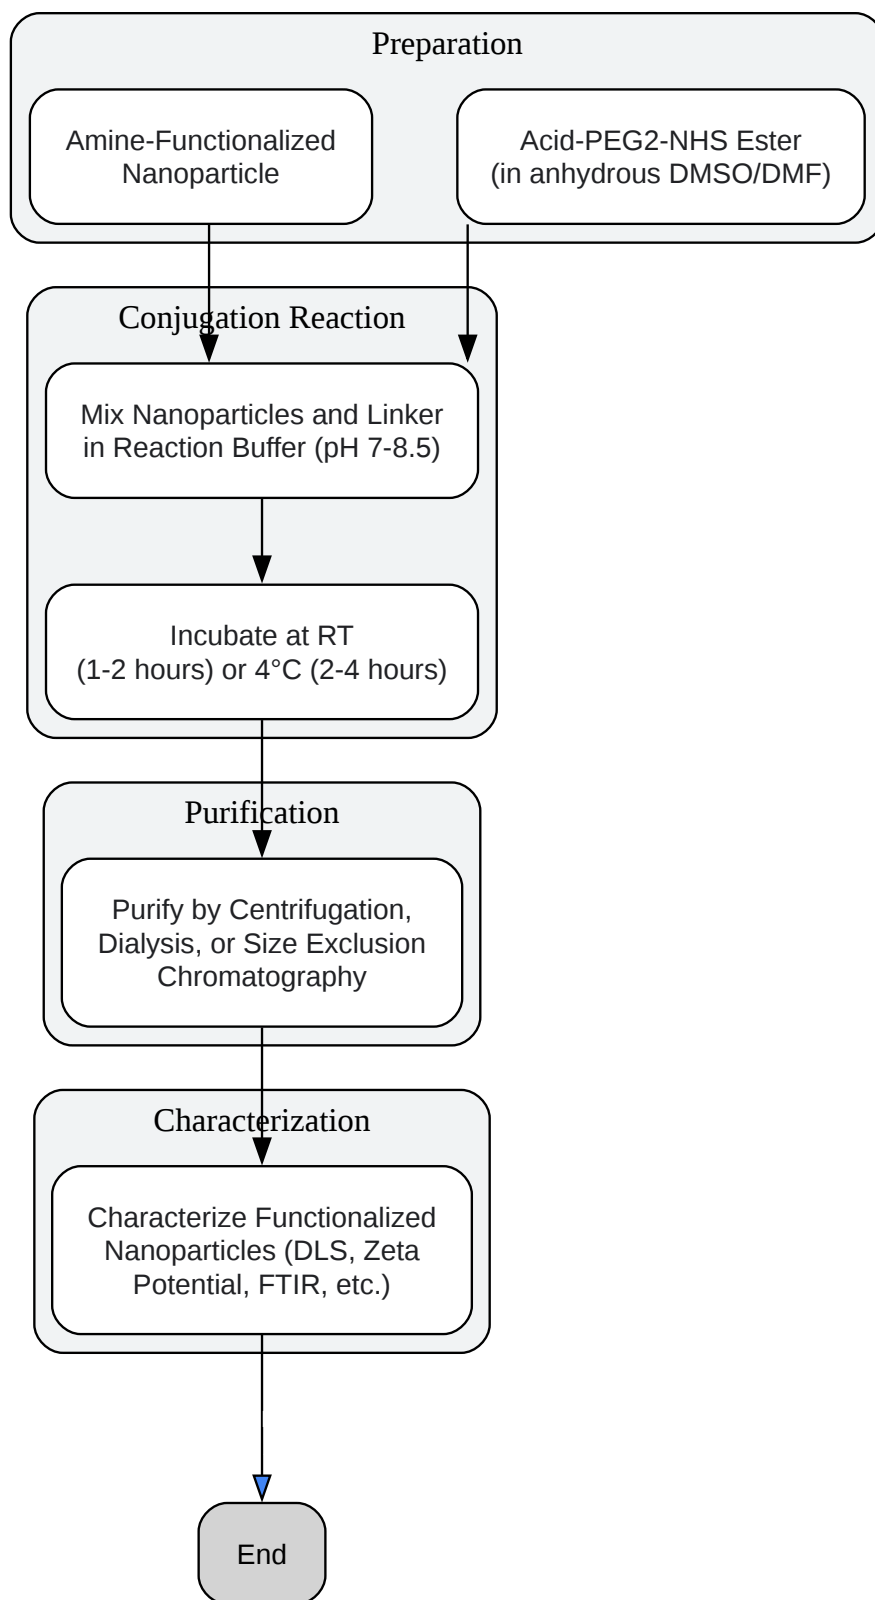 Preparation
Amine-Functionalized
Nanoparticle
Acid-PEG2-NHS Ester
(in anhydrous DMSO/DMF)
Conjugation Reaction
Mix Nanoparticles and Linker
in Reaction Buffer (pH 7-8.5)
Incubate at RT
(1-2 hours) or 4°C (2-4 hours)
Purification
Purify by Centrifugation,
Dialysis, or Size Exclusion
Chromatography
Characterization
Characterize Functionalized
Nanoparticles (DLS, Zeta
Potential, FTIR, etc.)
End